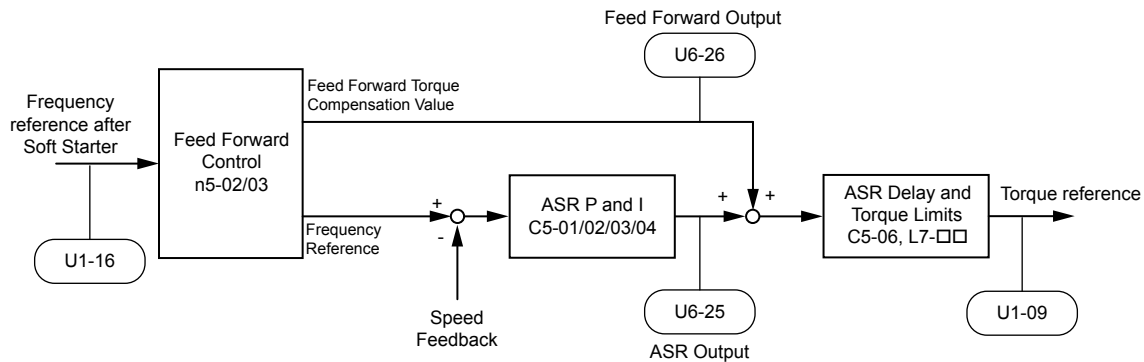 Feed Forward Output
U6-26
Feed Forward Torque
Compensation Value
Frequency
reference after
Soft Starter
Feed Forward
Control
n5-02/03
U1-16
Frequency
Reference
+
-
Speed
Feedback
ASR P and I
C5-01/02/03/04
+
+
U6-25
ASR Output
ASR Delay and
Torque Limits
C5-06, L7-□□
Torque reference
U1-09